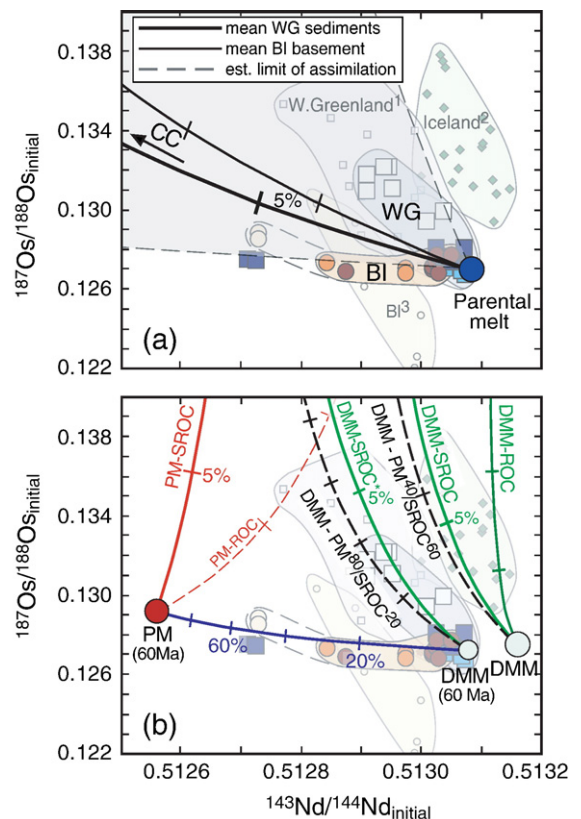 0.138
0.134
0.130
0.126
0.122
187Os/188Osinitial
mean WG sediments
mean BI basement
est. limit of assimilation
W.Greenland1
Iceland2
CC
5%
WG
BI
BI3
Parental
melt
(a)
0.138
0.134
0.130
0.126
0.122
187Os/188Osinitial
(b)
PM-SROC
5%
PM-ROC
DMM-SROC*
5%
DMM - PM80/SROC20
DMM - PM40/SROC60
DMM-SROC
5%
DMM-ROC
PM
(60Ma)
60%
20%
DMM
(60 Ma)
DMM
0.5126
0.5128
0.5130
0.5132
143Nd/144Ndinitial